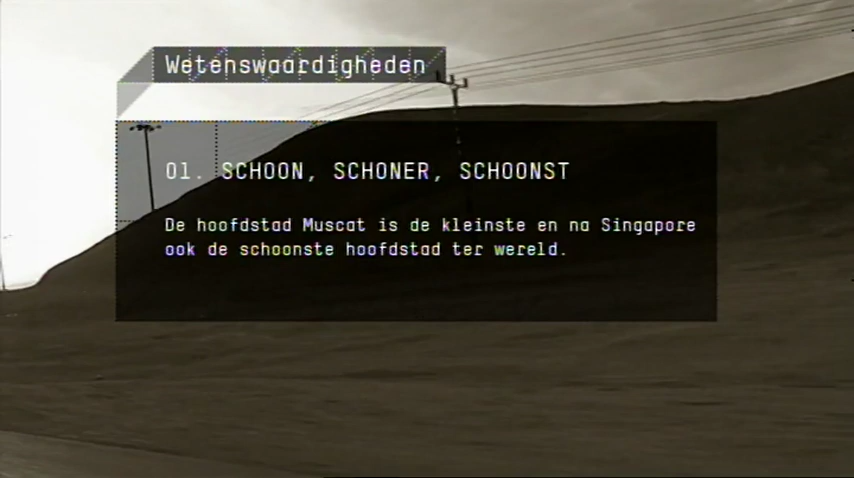 Wetenswaardigheden
01. SCHOON, SCHONER, SCHOONST
De hoofdstad Muscat is de kleinste en na Singapore
ook de schoonste hoofdstad ter wereld.